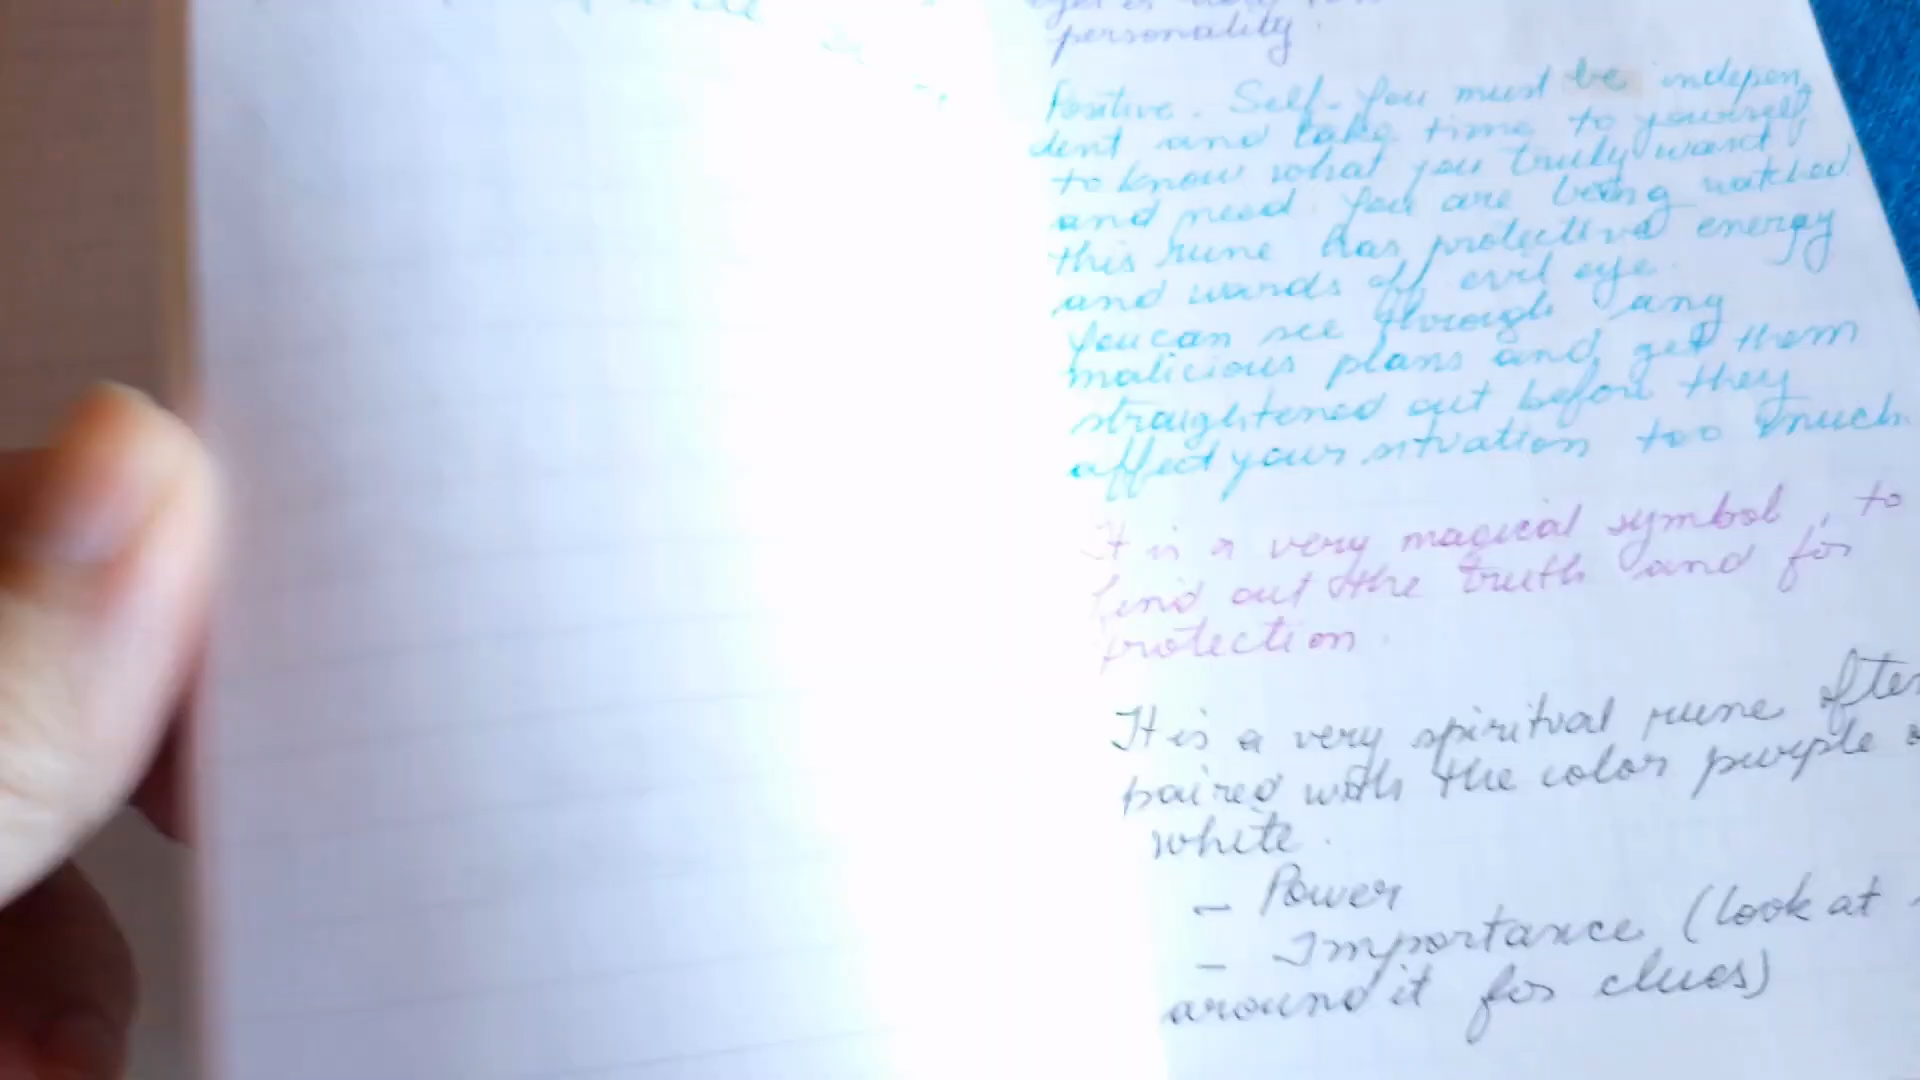 personality.
Positive. Self. You must be indepen
dent and take time to yourself
to know what you truly want
and need. You are being watched
this rune has protective energy
and wards off evil eye.
You can see through any
malicious plans and get them
straightened out before they
affect your situation too much.
It is a very magical symbol, to
find out the truth and for
protection.
It is a very spiritual rune often
paired with the color purple
white.
- Power
- Importance (look at
around it for clues)